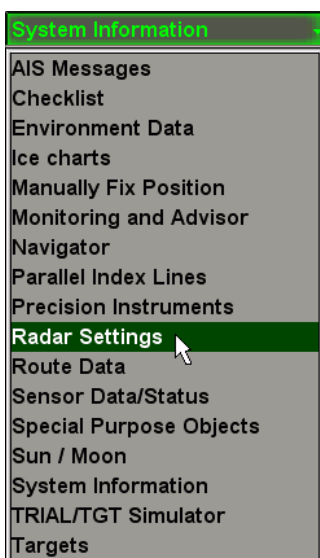 System Information
AIS Messages
Checklist
Environment Data
Ice charts
Manually Fix Position
Monitoring and Advisor
Navigator
Parallel Index Lines
Precision Instruments
Radar Settings
Route Data
Sensor Data/Status
Special Purpose Objects
Sun / Moon
System Information
TRIAL/TGT Simulator
Targets